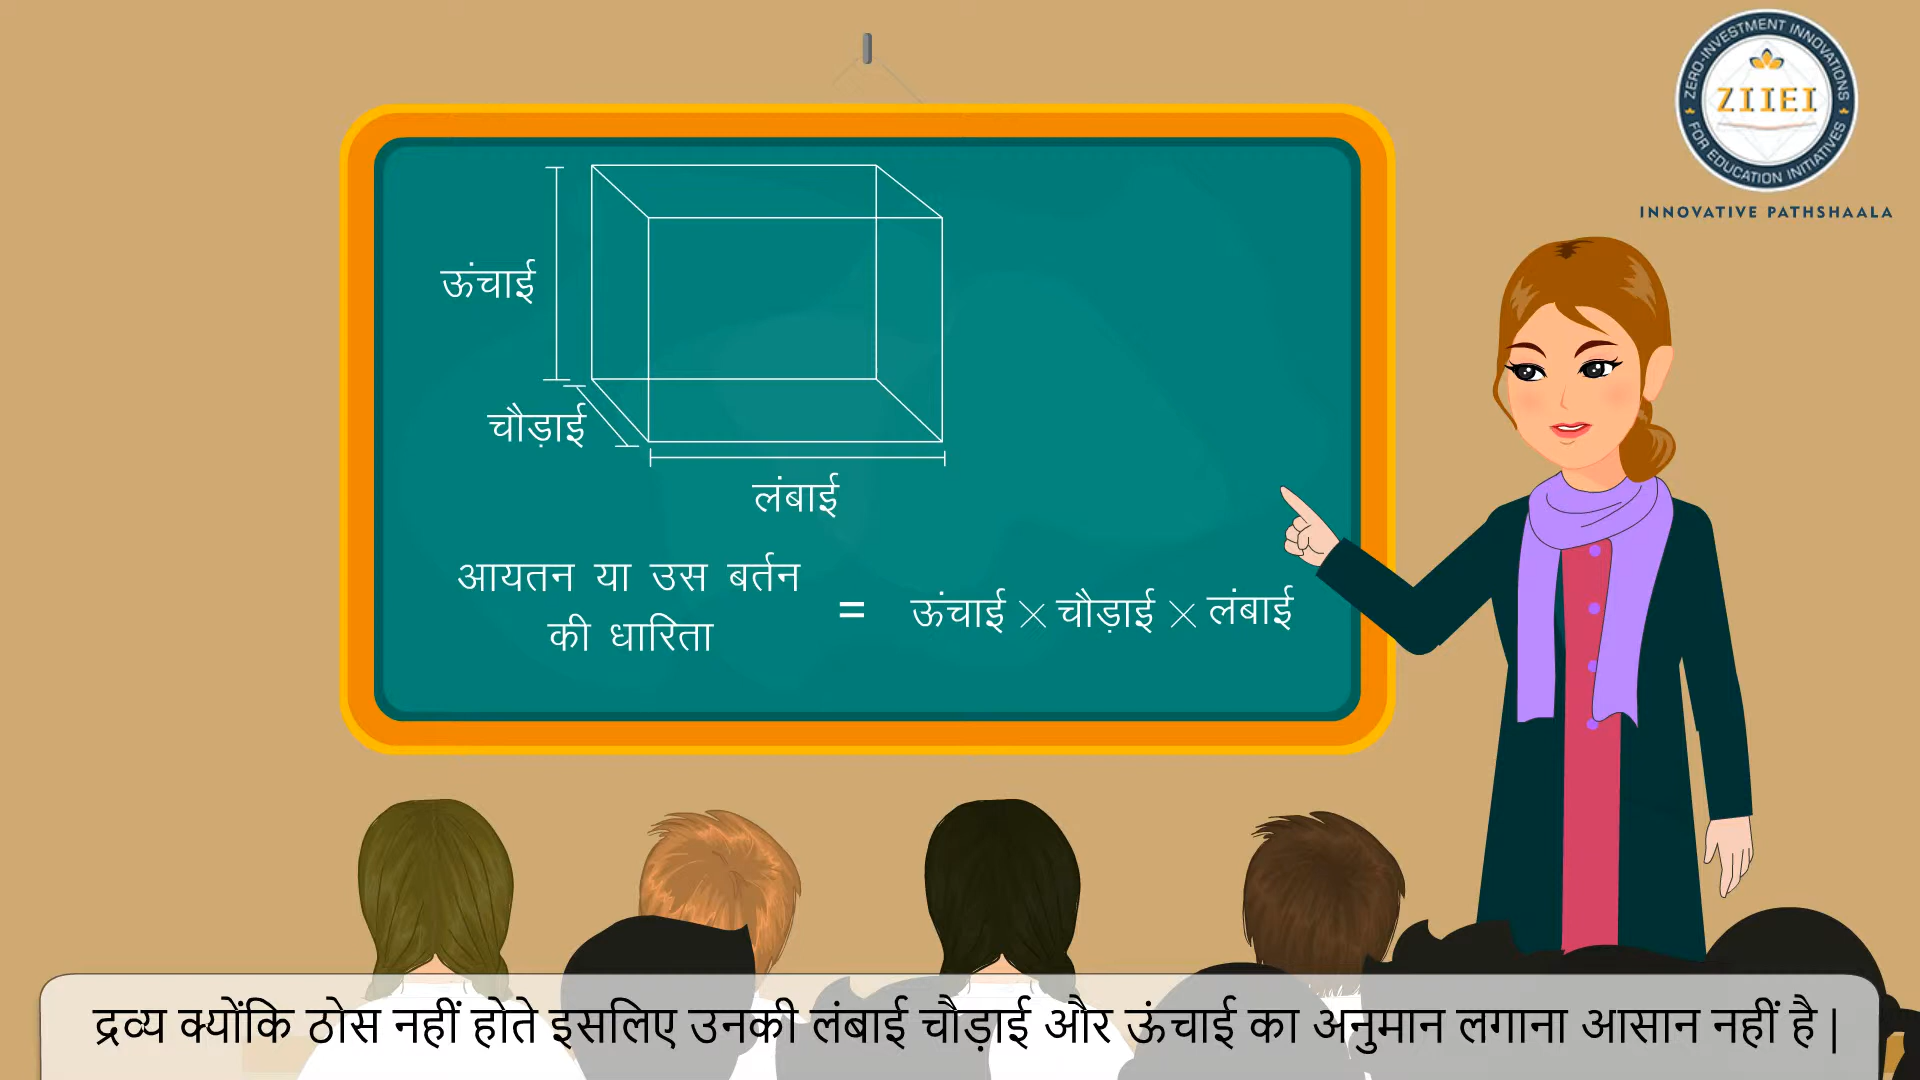 ZERO-INVESTMENT INNOVATIONS
ZIIEI
FOR EDUCATION INITIATIVES
INNOVATIVE PATHSHAALA
ऊंचाई
चौड़ाई
लंबाई
आयतन या उस बर्तन
की धारिता
= ऊंचाई × चौड़ाई × लंबाई
द्रव्य क्योंकि ठोस नहीं होते इसलिए उनकी लंबाई चौड़ाई और ऊंचाई का अनुमान लगाना आसान नहीं है |